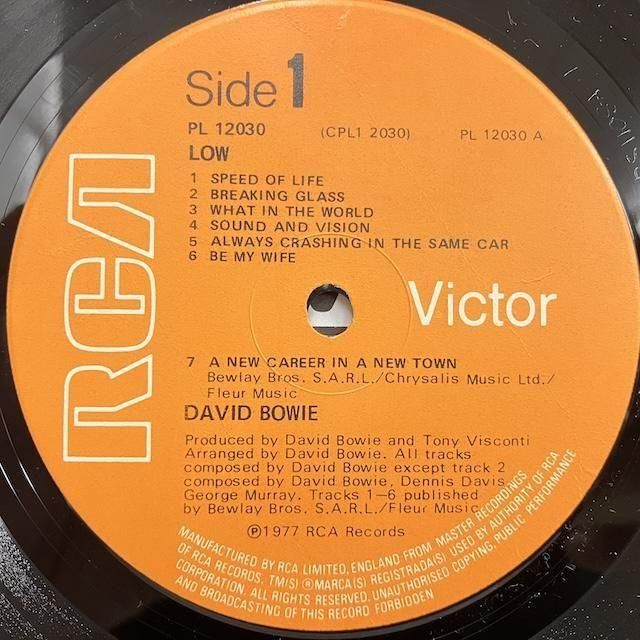 Side 1
PL 12030 (CPL1 2030) PL 12030 A
LOW
1 SPEED OF LIFE
2 BREAKING GLASS
3 WHAT IN THE WORLD
4 SOUND AND VISION
5 ALWAYS CRASHING IN THE SAME CAR
6 BE MY WIFE
RCA
Victor
7 A NEW CAREER IN A NEW TOWN
Bewlay Bros. S.A.R.L./Chrysalis Music Ltd./
Fleur Music
DAVID BOWIE
Produced by David Bowie and Tony Visconti
Arranged by David Bowie. All tracks
composed by David Bowie except track 2
composed by David Bowie, Dennis Davis
George Murray. Tracks 1–6 published
by Bewlay Bros. S.A.R.L./Fleur Music
℗1977 RCA Records
MANUFACTURED BY RCA LIMITED, ENGLAND FROM MASTER RECORDINGS
OF RCA RECORDS, TM(S) ® MARCA(S) REGISTRADA(S) USED BY AUTHORITY OF RCA
CORPORATION. ALL RIGHTS RESERVED. UNAUTHORISED COPYING, PUBLIC PERFORMANCE
AND BROADCASTING OF THIS RECORD FORBIDDEN